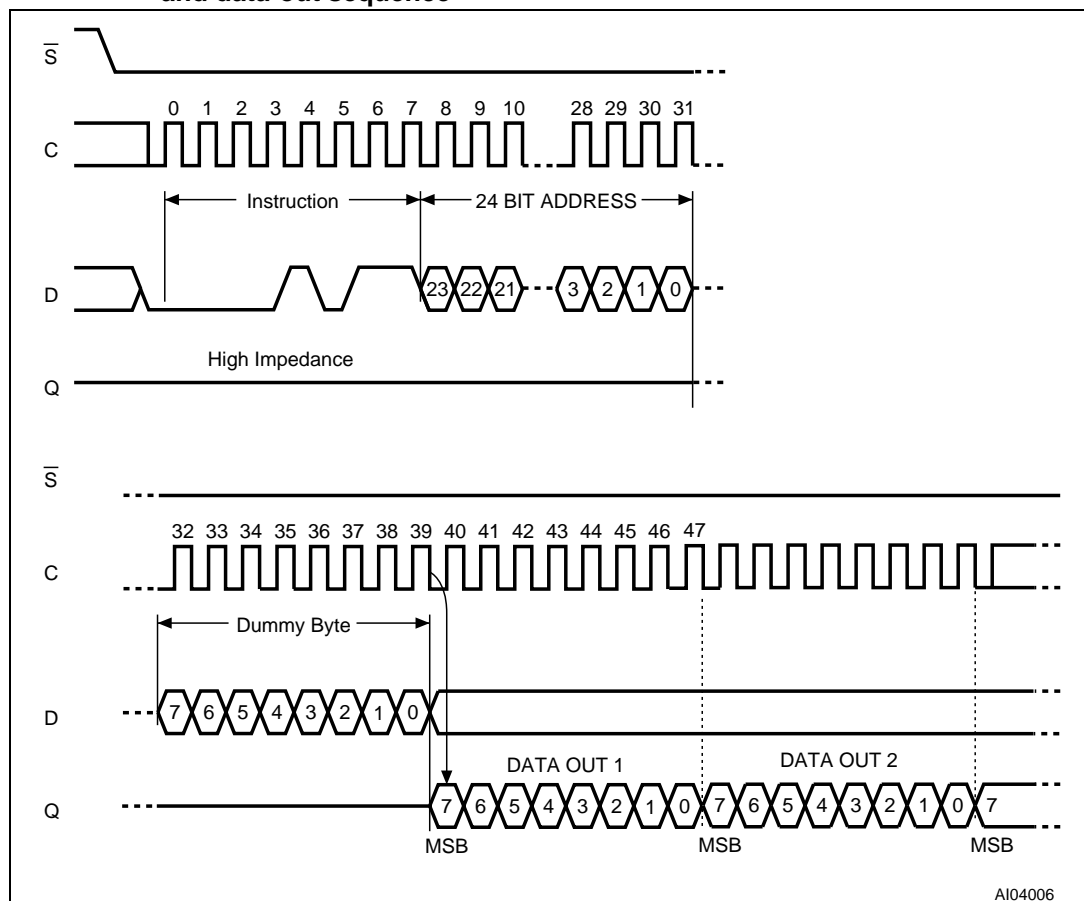 and data-out sequence
S
0 1 2 3 4 5 6 7 8 9 10 28 29 30 31
C
Instruction 24 BIT ADDRESS
D 23 22 21 3 2 1 0
High Impedance
Q
S
32 33 34 35 36 37 38 39 40 41 42 43 44 45 46 47
C
Dummy Byte
D 7 6 5 4 3 2 1 0
DATA OUT 1 DATA OUT 2
Q 7 6 5 4 3 2 1 0 7 6 5 4 3 2 1 0 7
MSB MSB MSB
AI04006